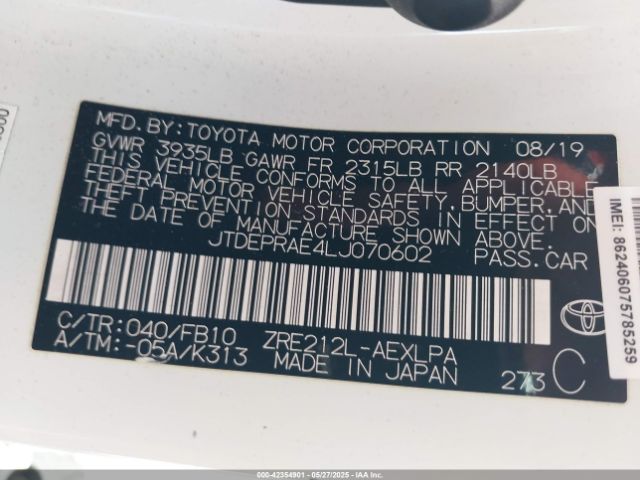 MFD.BY:TOYOTA MOTOR CORPORATION 08/19
GVWR 3935LB GAWR FR 2315LB RR 2140LB
THIS VEHICLE CONFORMS TO ALL APPLICABLE
FEDERAL MOTOR VEHICLE SAFETY,BUMPER,AND
THEFT PREVENTION STANDARDS IN EFFECT ON
THE DATE OF MANUFACTURE SHOWN ABOVE.
JTDEPRAE4LJ070602 PASS.CAR
C/TR:040/FB10 ZRE212L-AEXLPA
A/TM:-05A/K313 MADE IN JAPAN
273 C
IMEI: 862406075785259
000-42354901 - 05/27/2025 - IAA Inc.